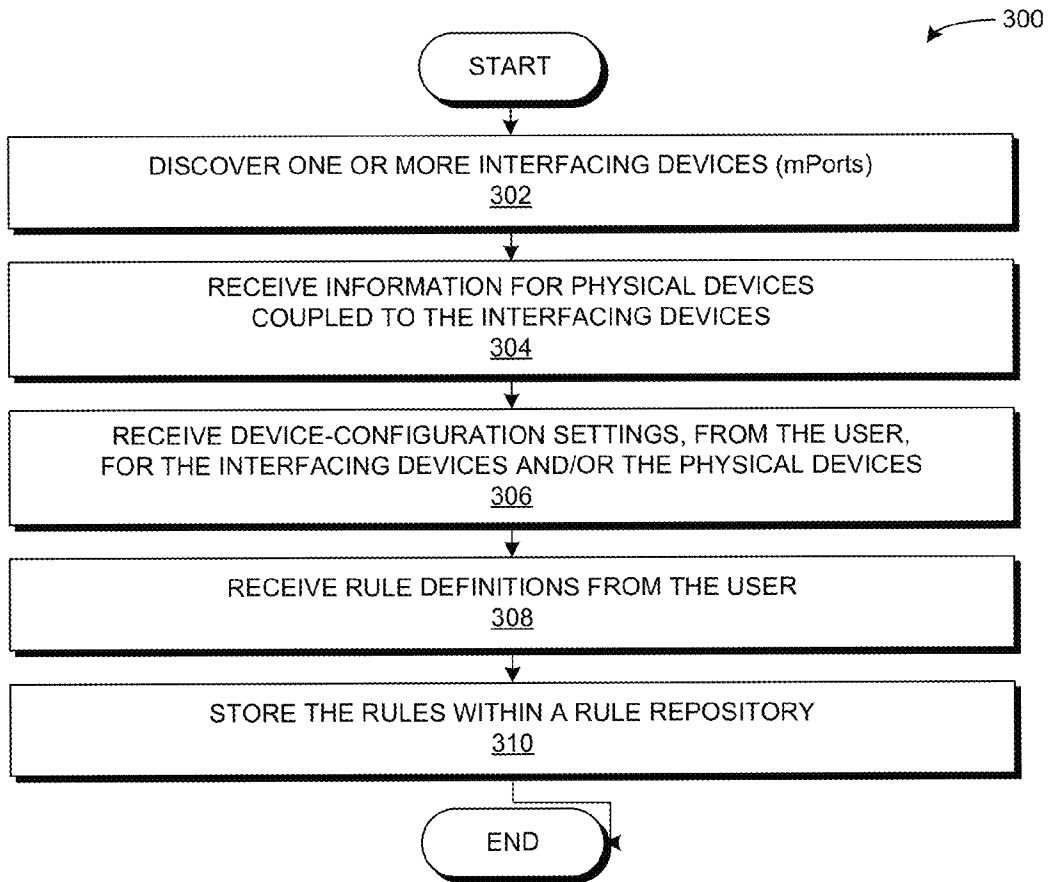 300
START
DISCOVER ONE OR MORE INTERFACING DEVICES (mPorts)
302
RECEIVE INFORMATION FOR PHYSICAL DEVICES
COUPLED TO THE INTERFACING DEVICES
304
RECEIVE DEVICE-CONFIGURATION SETTINGS, FROM THE USER,
FOR THE INTERFACING DEVICES AND/OR THE PHYSICAL DEVICES
306
RECEIVE RULE DEFINITIONS FROM THE USER
308
STORE THE RULES WITHIN A RULE REPOSITORY
310
END